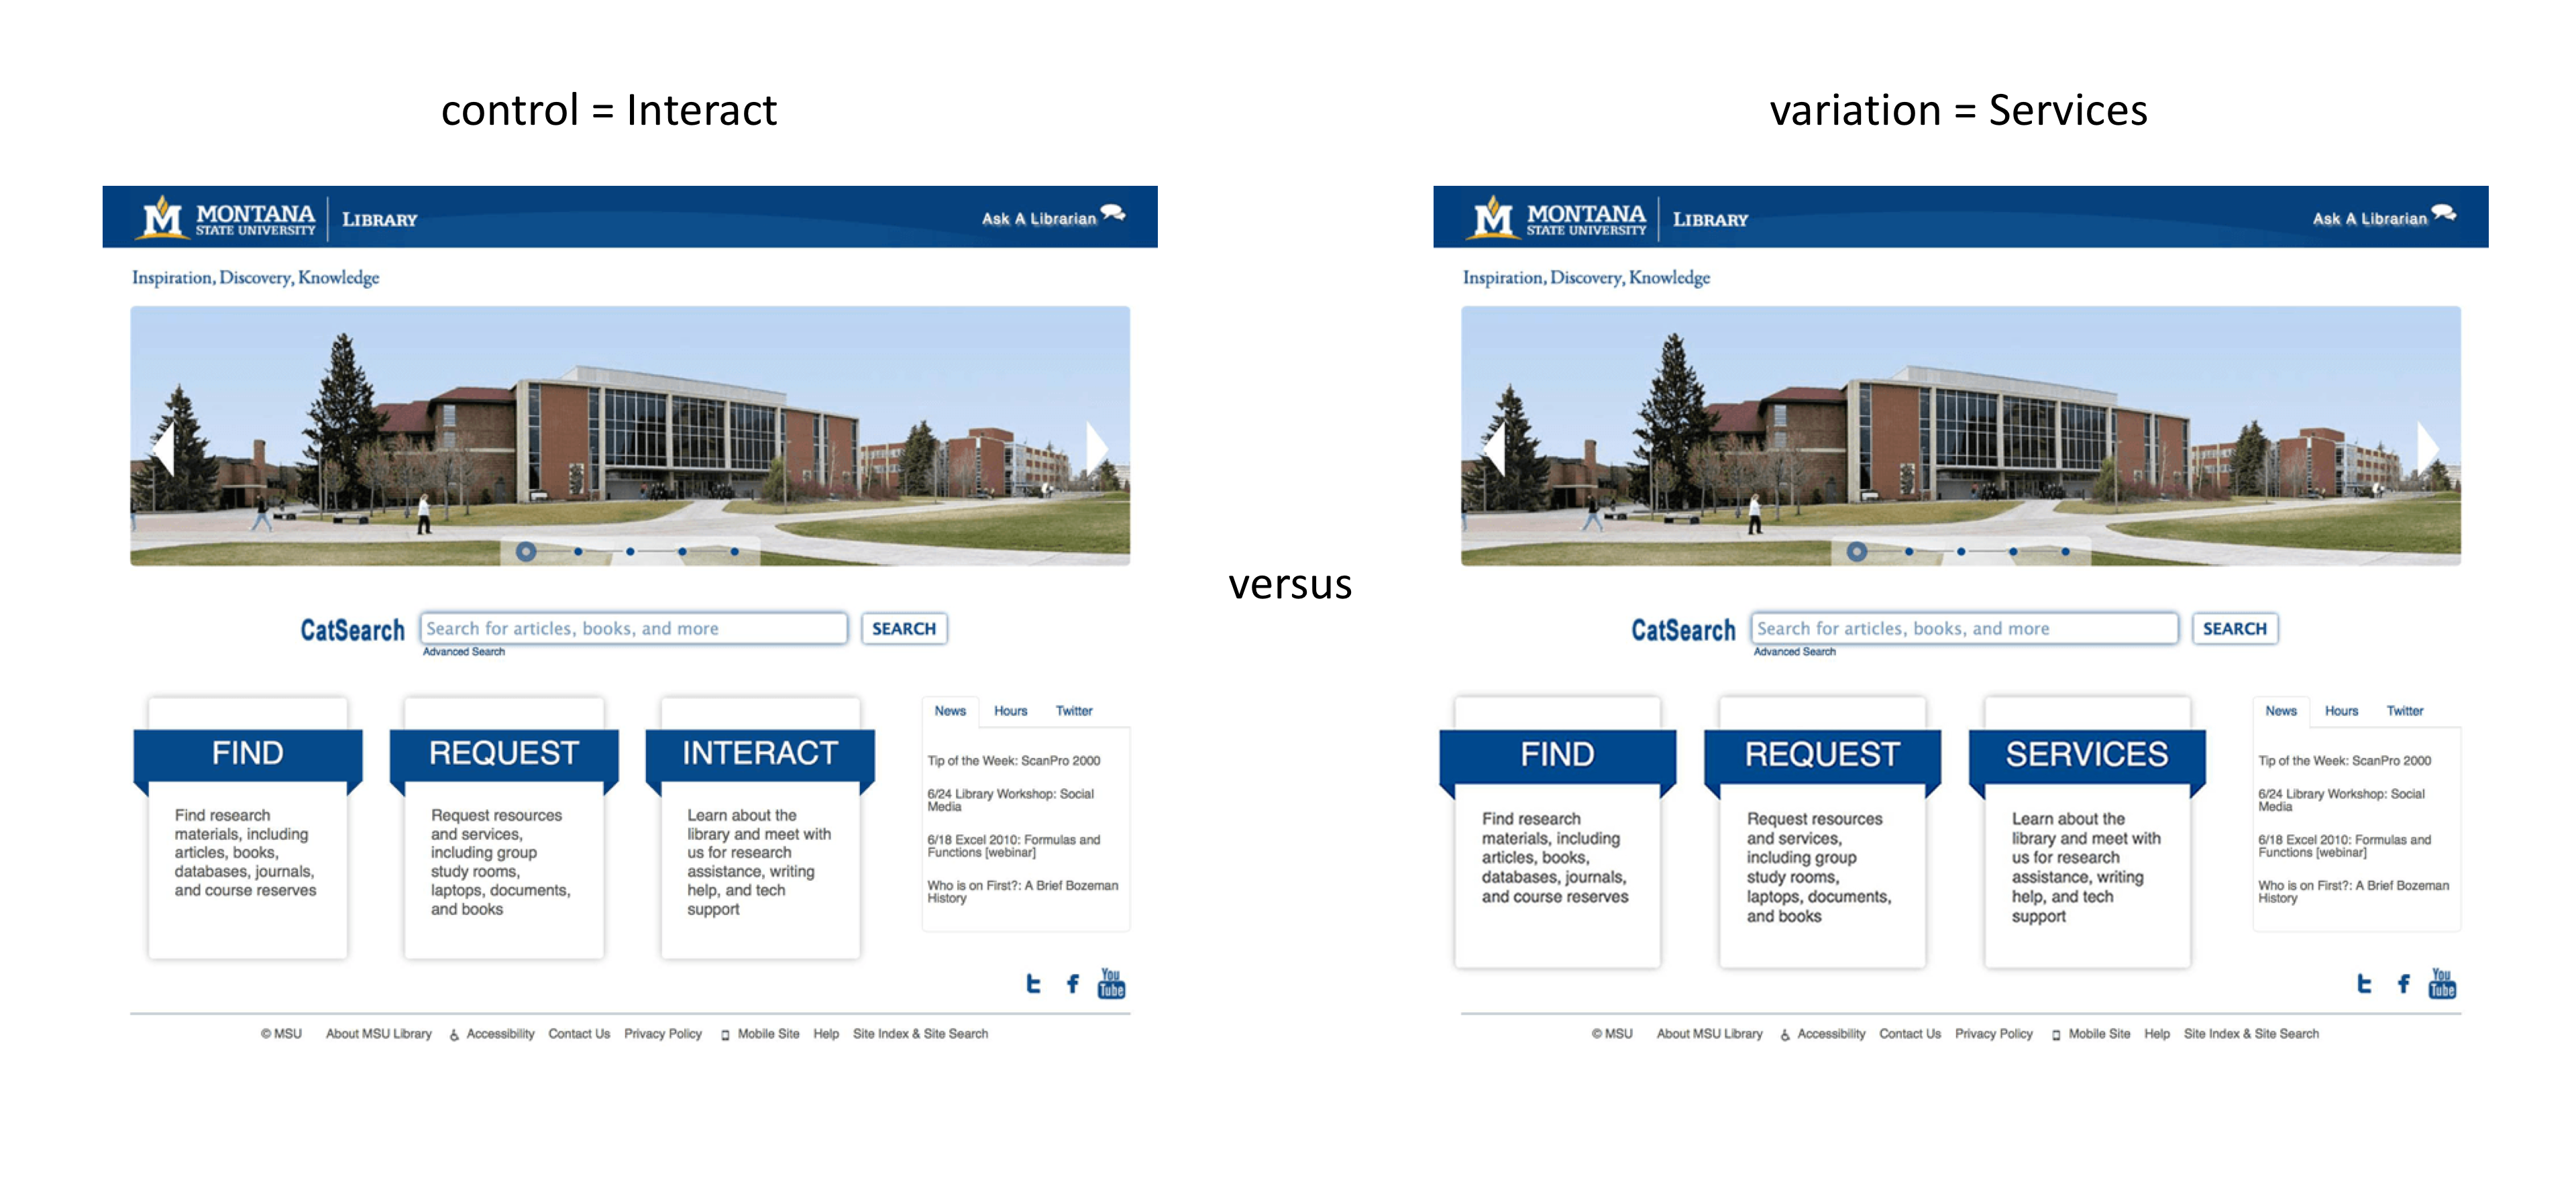 control = Interact
variation = Services
MONTANA
STATE UNIVERSITY
LIBRARY
Ask A Librarian
Inspiration, Discovery, Knowledge
CatSearch
Search for articles, books, and more
SEARCH
Advanced Search
FIND
Find research
materials, including
articles, books,
databases, journals,
and course reserves
REQUEST
Request resources
and services,
including group
study rooms,
laptops, documents,
and books
INTERACT
Learn about the
library and meet with
us for research
assistance, writing
help, and tech
support
News Hours Twitter
Tip of the Week: ScanPro 2000
6/24 Library Workshop: Social
Media
6/18 Excel 2010: Formulas and
Functions [webinar]
Who is on First?: A Brief Bozeman
History
You
Tube
© MSU About MSU Library Accessibility Contact Us Privacy Policy Mobile Site Help Site Index & Site Search
versus
MONTANA
STATE UNIVERSITY
LIBRARY
Ask A Librarian
Inspiration, Discovery, Knowledge
CatSearch
Search for articles, books, and more
SEARCH
Advanced Search
FIND
Find research
materials, including
articles, books,
databases, journals,
and course reserves
REQUEST
Request resources
and services,
including group
study rooms,
laptops, documents,
and books
SERVICES
Learn about the
library and meet with
us for research
assistance, writing
help, and tech
support
News Hours Twitter
Tip of the Week: ScanPro 2000
6/24 Library Workshop: Social
Media
6/18 Excel 2010: Formulas and
Functions [webinar]
Who is on First?: A Brief Bozeman
History
You
Tube
© MSU About MSU Library Accessibility Contact Us Privacy Policy Mobile Site Help Site Index & Site Search